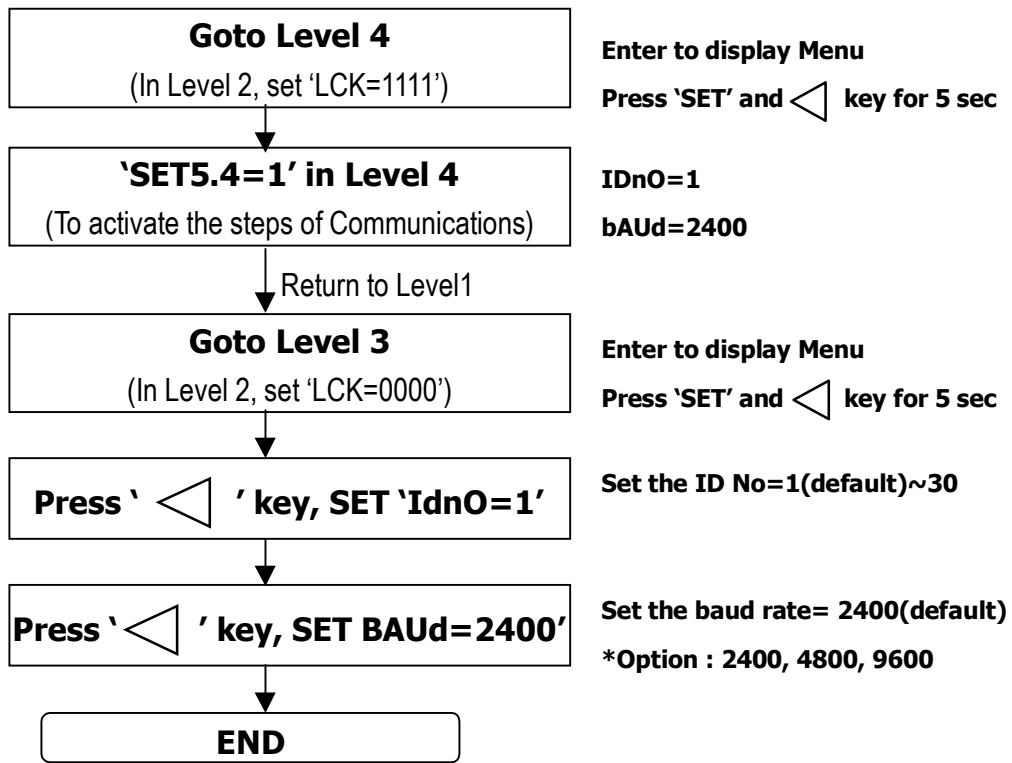 Goto Level 4
(In Level 2, set ‘LCK=1111’)
Enter to display Menu
Press ‘SET’ and key for 5 sec
‘SET5.4=1’ in Level 4
(To activate the steps of Communications)
IDnO=1
bAUd=2400
Return to Level1
Goto Level 3
(In Level 2, set ‘LCK=0000’)
Enter to display Menu
Press ‘SET’ and key for 5 sec
Press ‘ ’ key, SET ‘IdnO=1’
Set the ID No=1(default)~30
Press ‘ ’ key, SET BAUd=2400’
Set the baud rate= 2400(default)
*Option : 2400, 4800, 9600
END